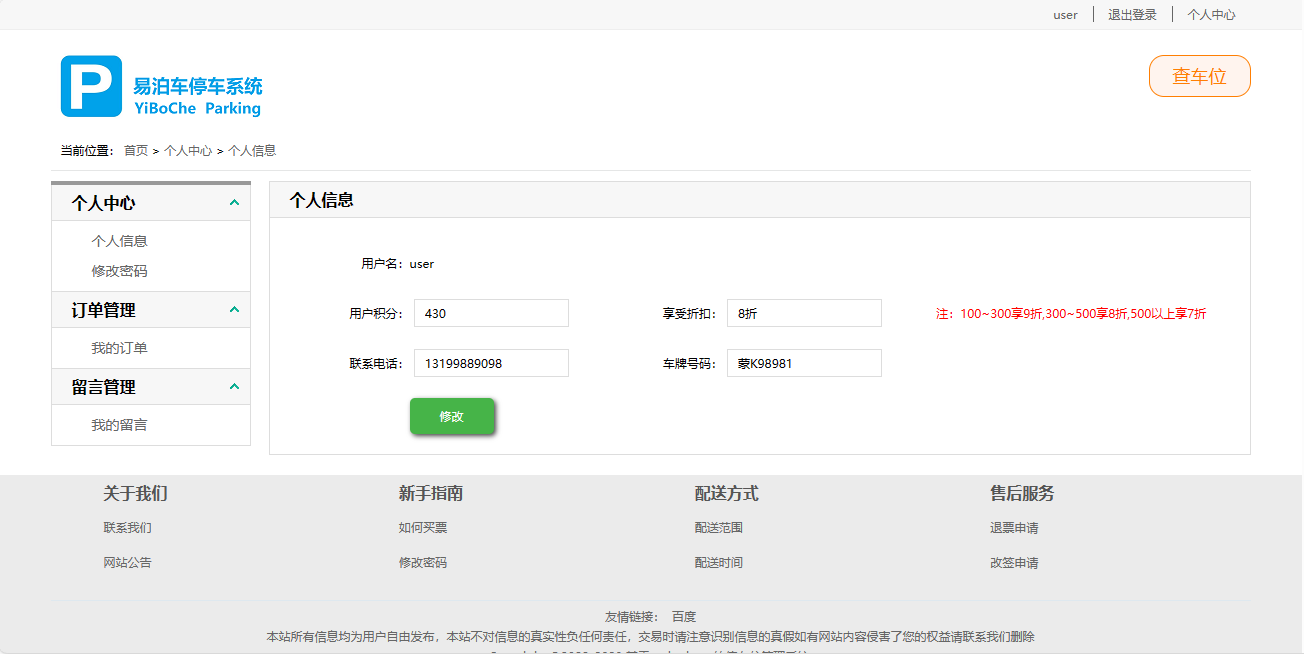 user 退出登录 个人中心
P 易泊车停车系统
YiBoChe Parking
查车位
当前位置： 首页 > 个人中心 > 个人信息
个人中心
个人信息
修改密码
订单管理
我的订单
留言管理
我的留言
个人信息
用户名：user
用户积分： 430 享受折扣： 8折 注：100~300享9折,300~500享8折,500以上享7折
联系电话： 13199889098 车牌号码： 蒙K98981
修改
关于我们 新手指南 配送方式 售后服务
联系我们 如何买票 配送范围 退票申请
网站公告 修改密码 配送时间 改签申请
友情链接： 百度
本站所有信息均为用户自由发布，本站不对信息的真实性负任何责任，交易时请注意识别信息的真假如有网站内容侵害了您的权益请联系我们删除